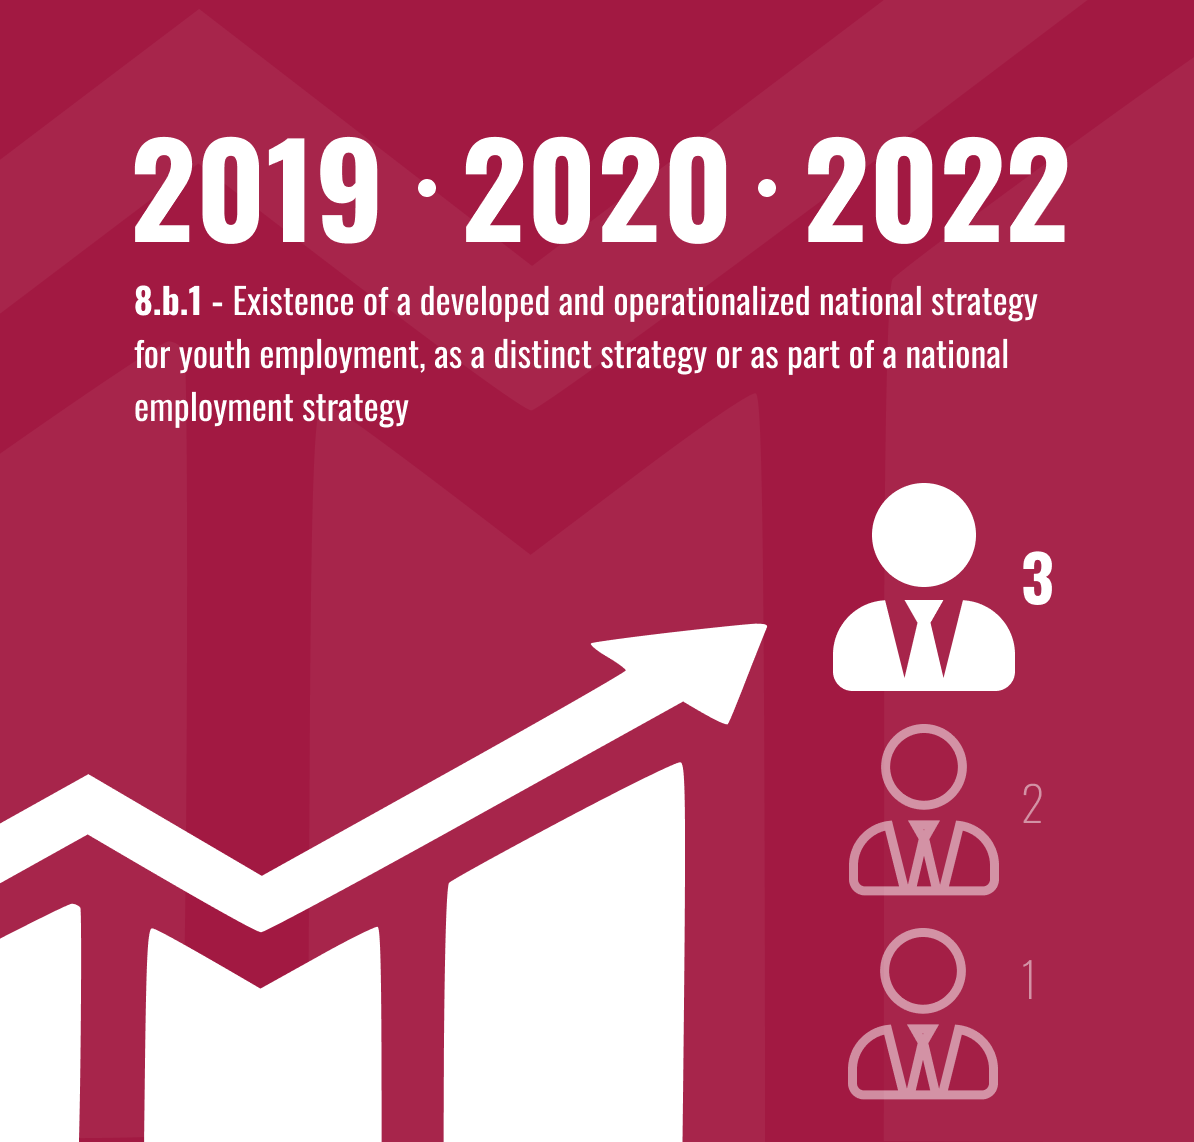 2019 · 2020 · 2022
8.b.1 - Existence of a developed and operationalized national strategy
for youth employment, as a distinct strategy or as part of a national
employment strategy
3
2
1